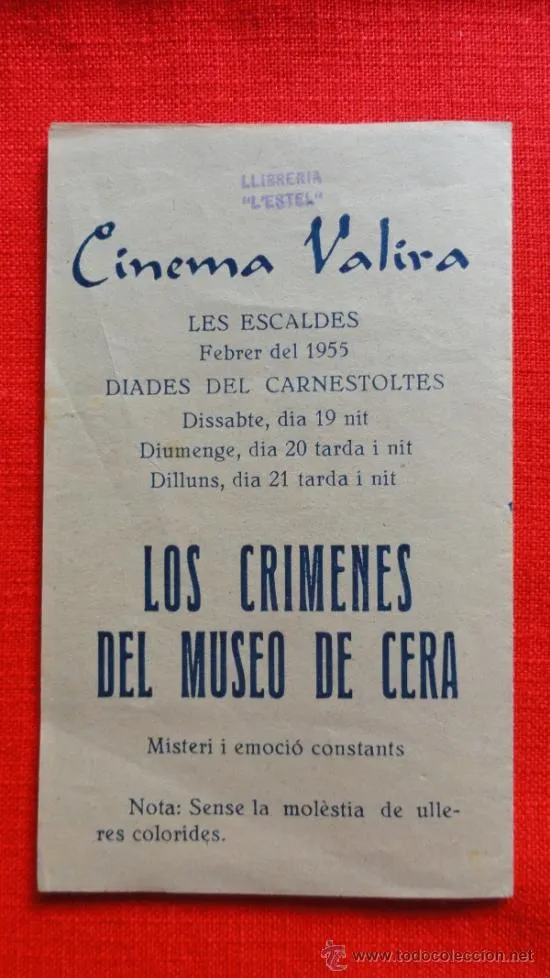 LLIBRERIA
"L'ESTEL"
Cinema Valira
LES ESCALDES
Febrer del 1955
DIADES DEL CARNESTOLTES
Dissabte, dia 19 nit
Diumenge, dia 20 tarda i nit
Dilluns, dia 21 tarda i nit
LOS CRIMENES
DEL MUSEO DE CERA
Misteri i emoció constants
Nota: Sense la molèstia de ulle-
res colorides.
todocoleccion
© www.todocoleccion.net